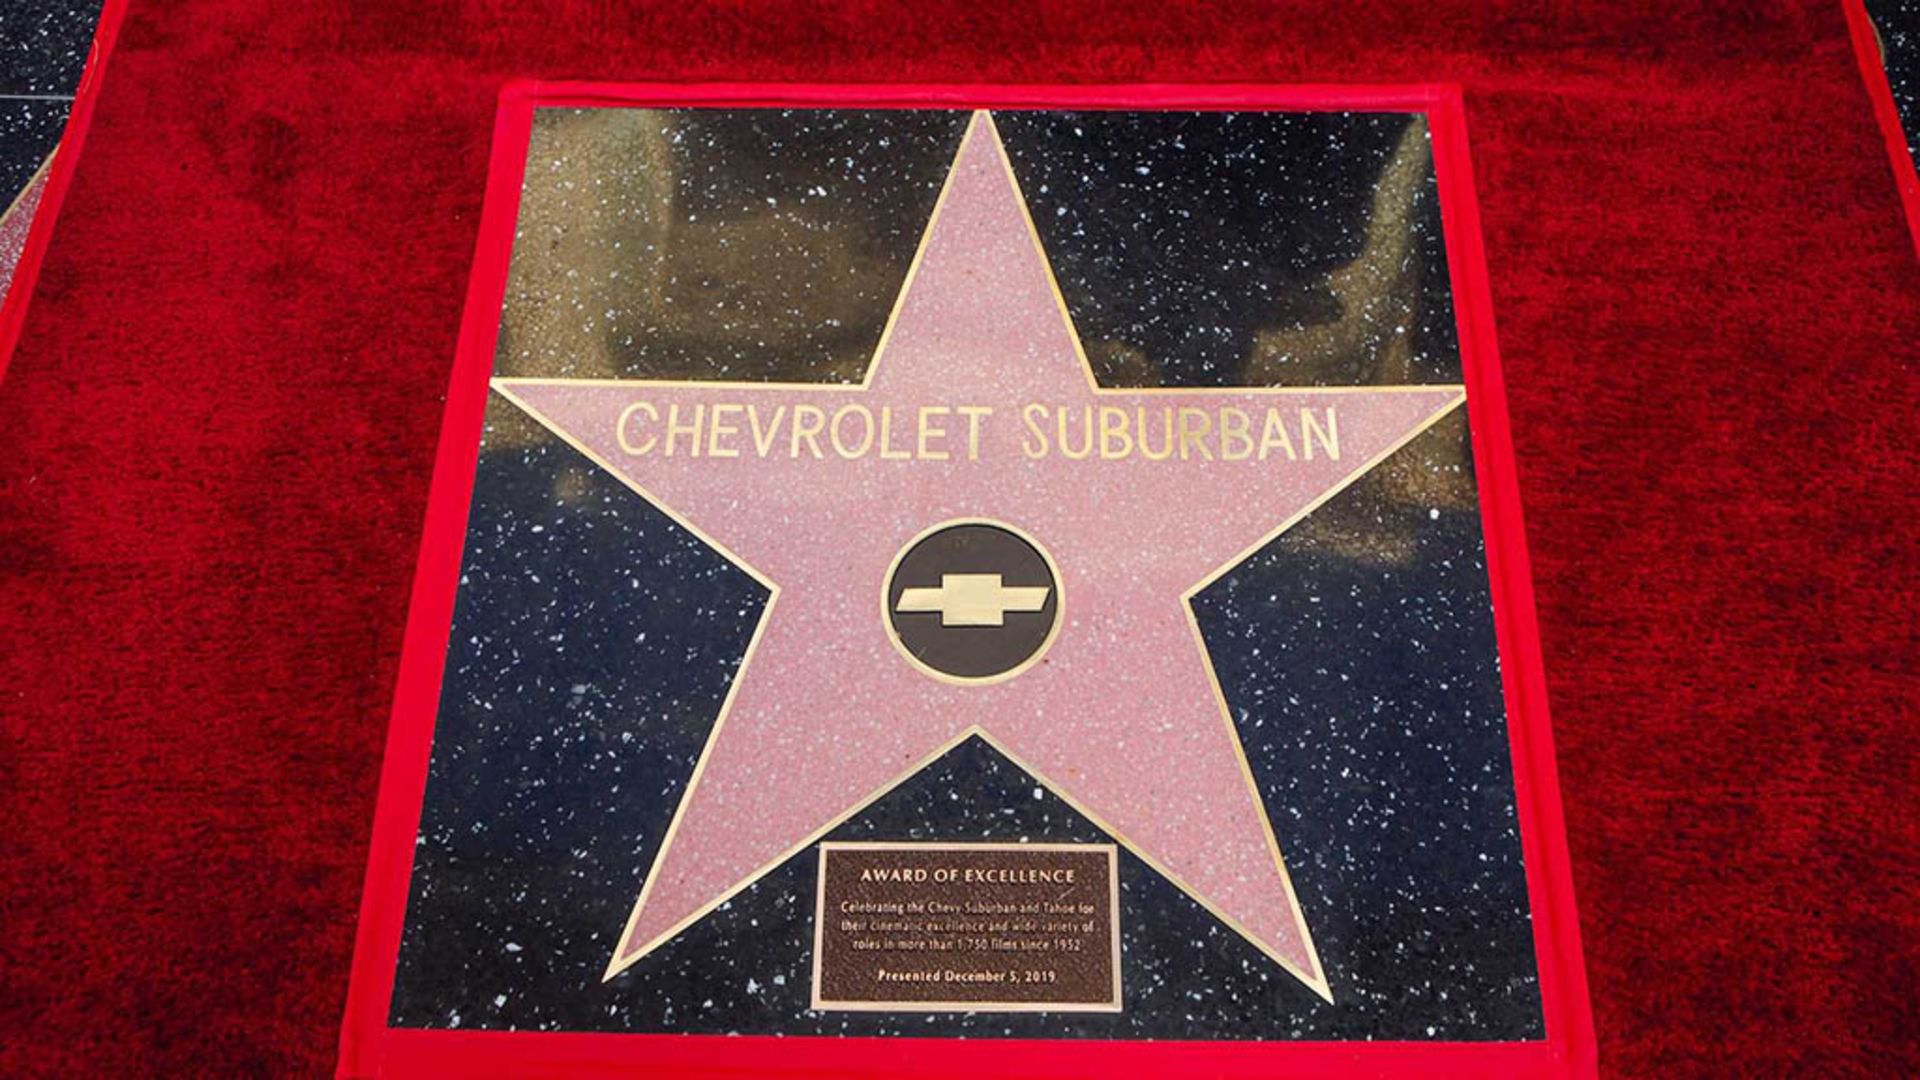 CHEVROLET SUBURBAN
AWARD OF EXCELLENCE
Celebrating the Chevy Suburban and Tahoe for
their cinematic excellence and wide variety of
roles in more than 1,750 films since 1952
Presented December 5, 2019